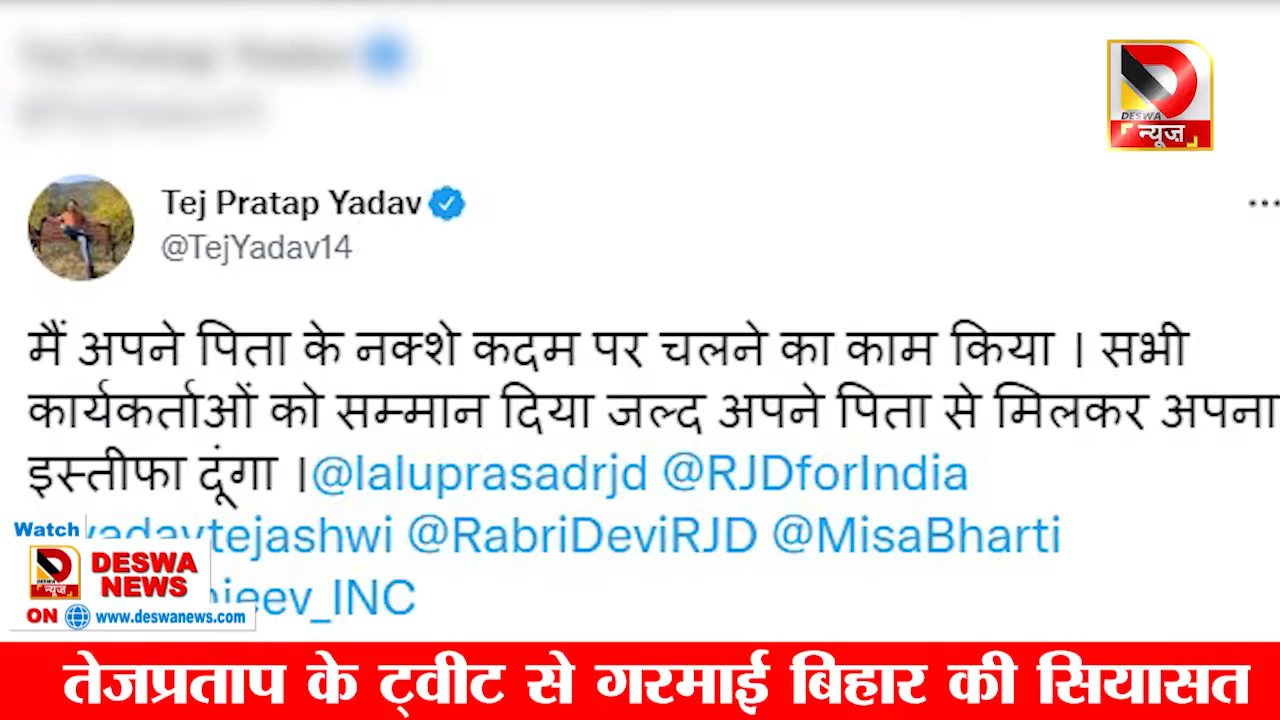 DESWA
न्यूज़
Tej Pratap Yadav
@TejYadav14
मैं अपने पिता के नक्शे कदम पर चलने का काम किया । सभी
कार्यकर्ताओं को सम्मान दिया जल्द अपने पिता से मिलकर अपना
इस्तीफा दूंगा ।@laluprasadrjd @RJDforIndia
yadavtejashwi @RabriDeviRJD @MisaBharti
jeev_INC
Watch
DESWA
न्यूज़
DESWA
NEWS
ON www.deswanews.com
तेजप्रताप के ट्वीट से गरमाई बिहार की सियासत